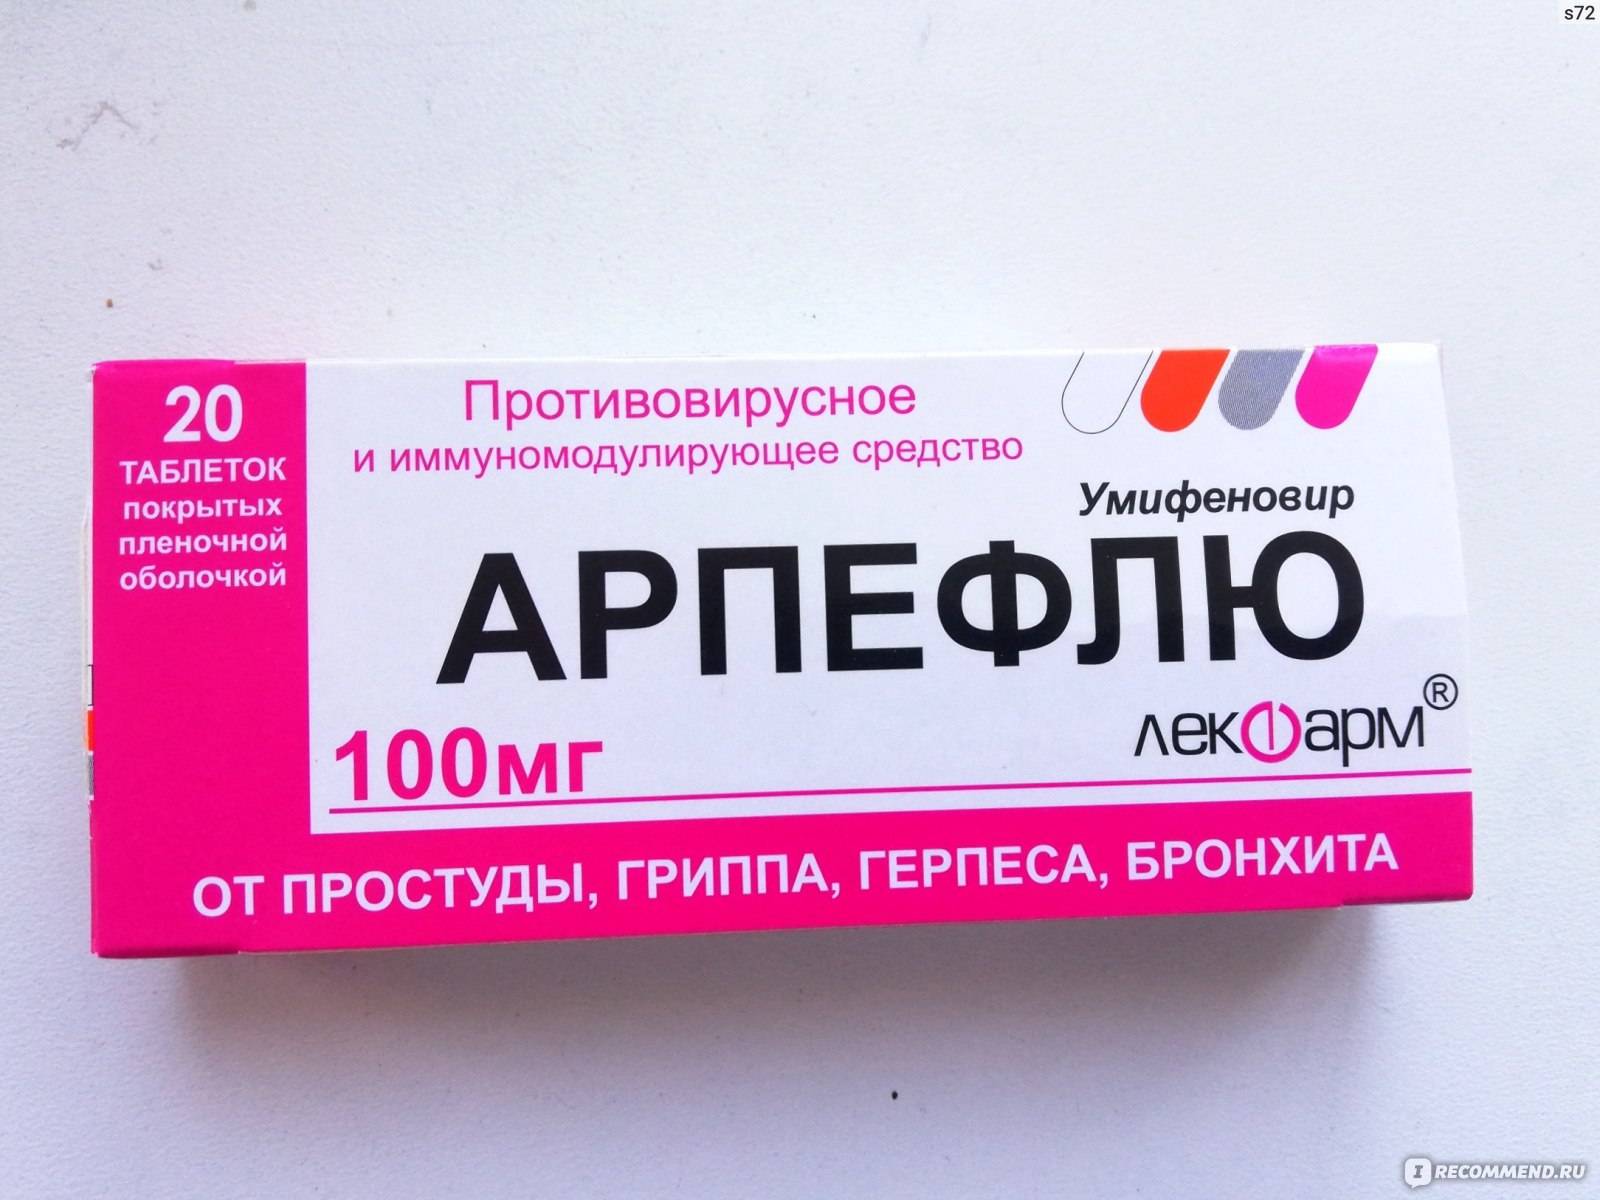 s72
20
ТАБЛЕТОК
покрытых
пленочной
оболочкой
Противовирусное
и иммуномодулирующее средство
Умифеновир
АРПЕФЛЮ
лекФарм®
100мг
ОТ ПРОСТУДЫ, ГРИППА, ГЕРПЕСА, БРОНХИТА
IRECOMMEND.RU